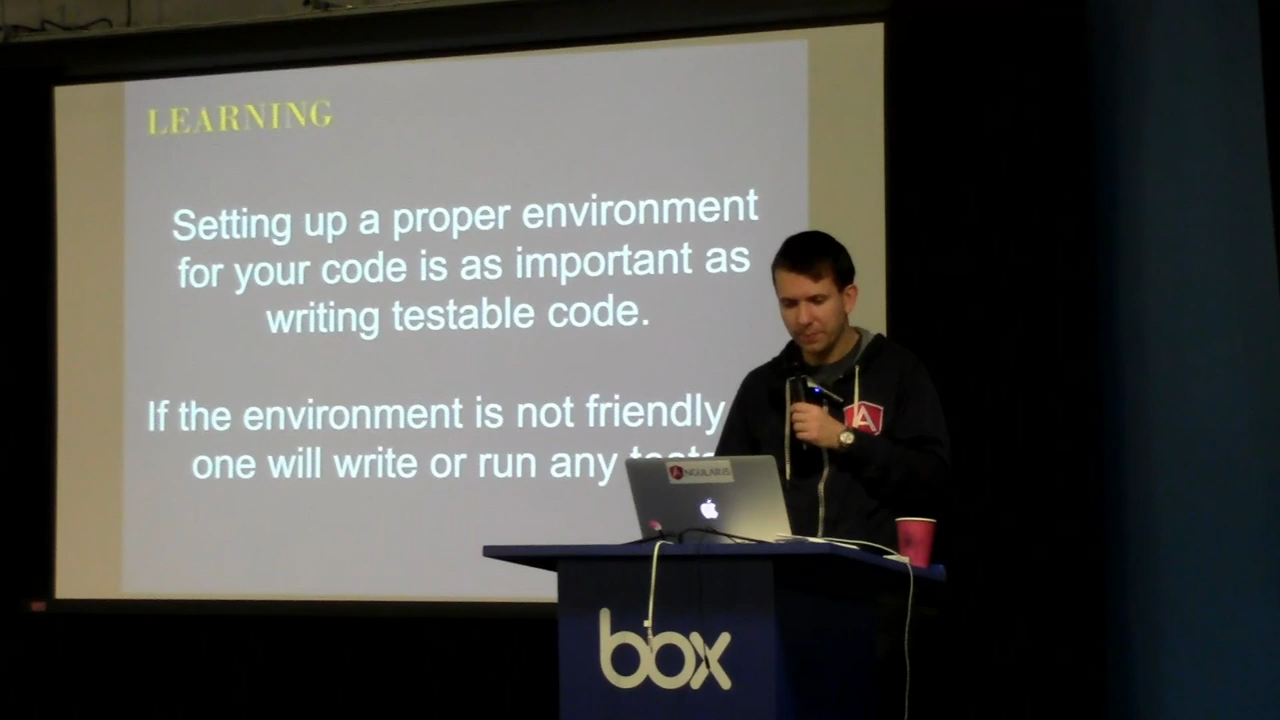 LEARNING
Setting up a proper environment
for your code is as important as
writing testable code.
If the environment is not friendly
one will write or run any
A
ANGULARJS
box